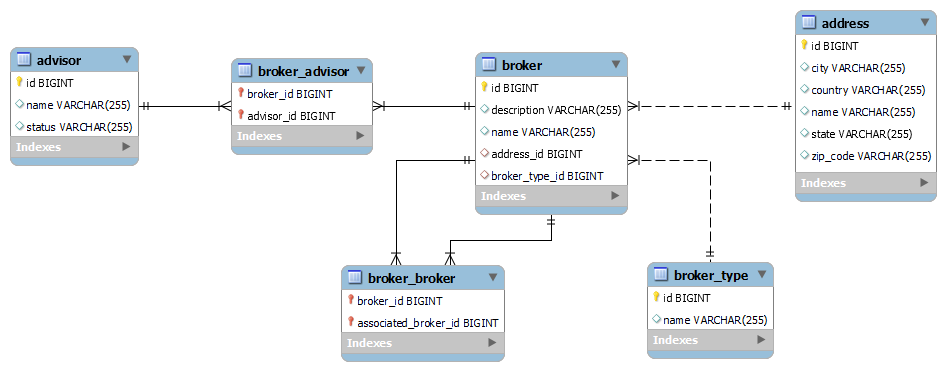 advisor
id BIGINT
name VARCHAR(255)
status VARCHAR(255)
Indexes
broker_advisor
broker_id BIGINT
advisor_id BIGINT
Indexes
broker
id BIGINT
description VARCHAR(255)
name VARCHAR(255)
address_id BIGINT
broker_type_id BIGINT
Indexes
address
id BIGINT
city VARCHAR(255)
country VARCHAR(255)
name VARCHAR(255)
state VARCHAR(255)
zip_code VARCHAR(255)
Indexes
broker_broker
broker_id BIGINT
associated_broker_id BIGINT
Indexes
broker_type
id BIGINT
name VARCHAR(255)
Indexes